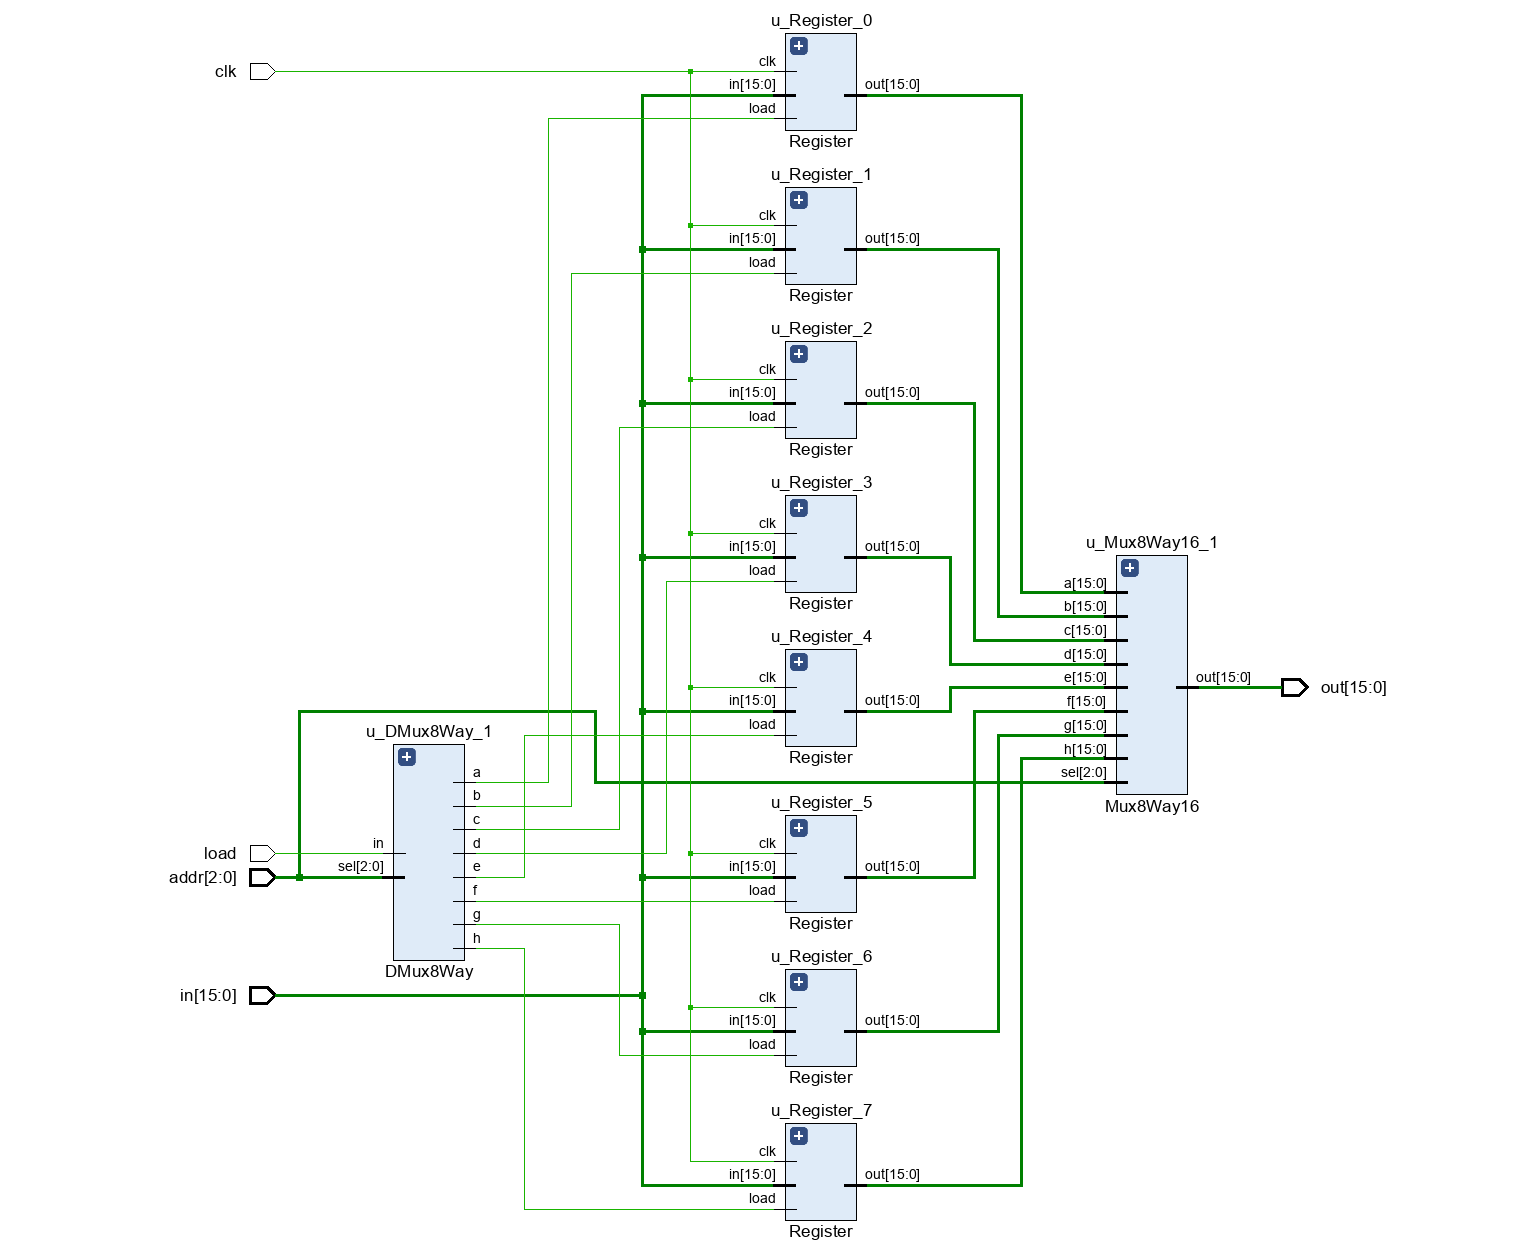 u_Register_0
clk
clk
in[15:0]
out[15:0]
load
Register
u_Register_1
clk
in[15:0]
out[15:0]
load
Register
u_Register_2
clk
in[15:0]
out[15:0]
load
Register
u_Register_3
clk
in[15:0]
out[15:0]
load
Register
u_Register_4
clk
in[15:0]
out[15:0]
load
Register
u_Mux8Way16_1
a[15:0]
b[15:0]
c[15:0]
d[15:0]
e[15:0]
f[15:0]
g[15:0]
h[15:0]
sel[2:0]
out[15:0]
out[15:0]
Mux8Way16
u_DMux8Way_1
a
b
c
d
e
f
g
h
in
sel[2:0]
load
addr[2:0]
DMux8Way
in[15:0]
u_Register_5
clk
in[15:0]
out[15:0]
load
Register
u_Register_6
clk
in[15:0]
out[15:0]
load
Register
u_Register_7
clk
in[15:0]
out[15:0]
load
Register